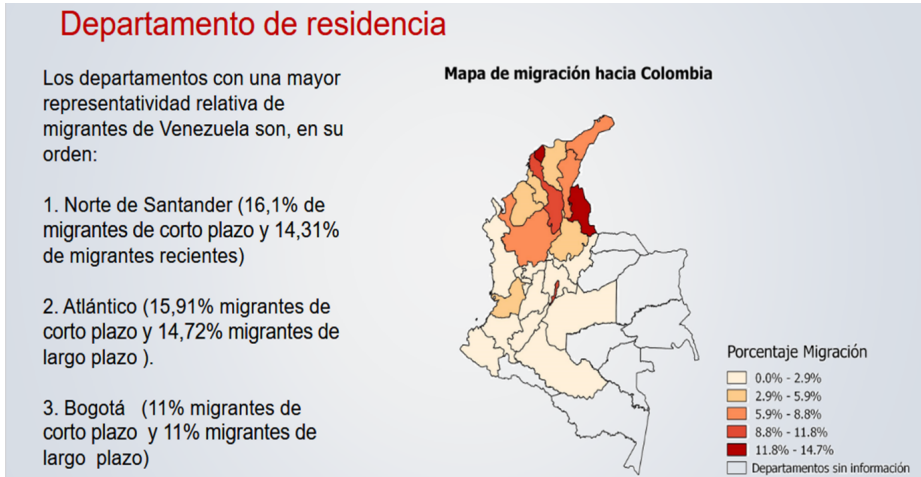 Departamento de residencia
Los departamentos con una mayor
representatividad relativa de
migrantes de Venezuela son, en su
orden:
1. Norte de Santander (16,1% de
migrantes de corto plazo y 14,31%
de migrantes recientes)
2. Atlántico (15,91% migrantes de
corto plazo y 14,72% migrantes de
largo plazo ).
3. Bogotá (11% migrantes de
corto plazo y 11% migrantes de
largo plazo)
Mapa de migración hacia Colombia
Porcentaje Migración
0.0% - 2.9%
2.9% - 5.9%
5.9% - 8.8%
8.8% - 11.8%
11.8% - 14.7%
Departamentos sin información